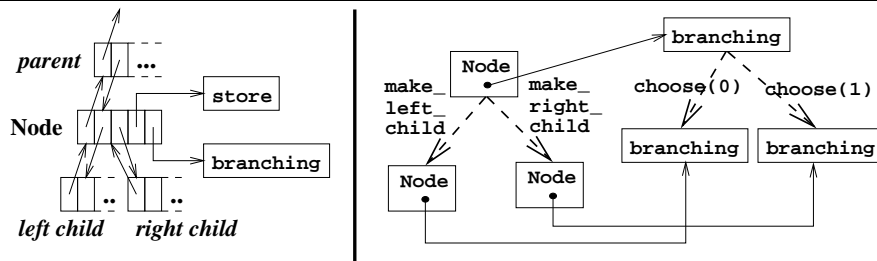 parent
...
store
Node
branching
..
..
left child
right child
branching
Node
make_
left_
child
make_
right_
child
choose(0)
choose(1)
branching
branching
Node
Node